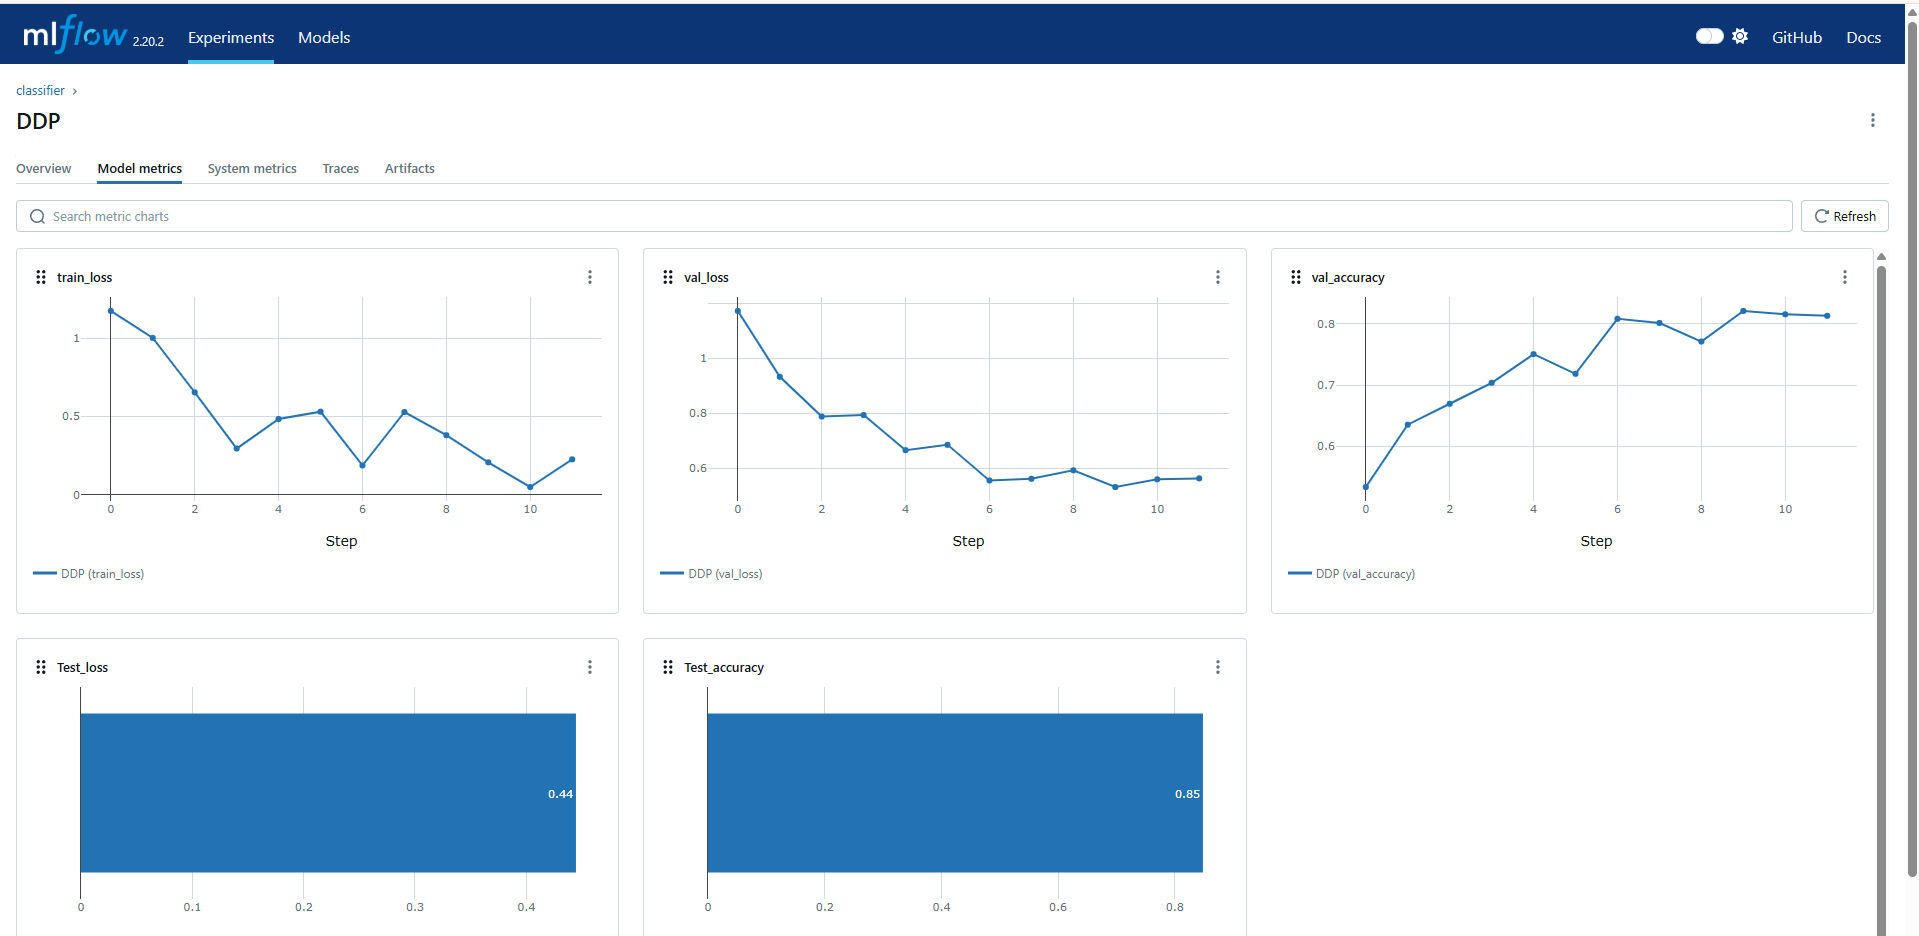 mlflow 2.20.2 Experiments Models GitHub Docs
classifier ›
DDP
Overview Model metrics System metrics Traces Artifacts
Search metric charts Refresh
train_loss
1
0.5
0
0 2 4 6 8 10
Step
DDP (train_loss)
val_loss
1
0.8
0.6
0 2 4 6 8 10
Step
DDP (val_loss)
val_accuracy
0.8
0.7
0.6
0 2 4 6 8 10
Step
DDP (val_accuracy)
Test_loss
0.44
0 0.1 0.2 0.3 0.4
Test_accuracy
0.85
0 0.2 0.4 0.6 0.8